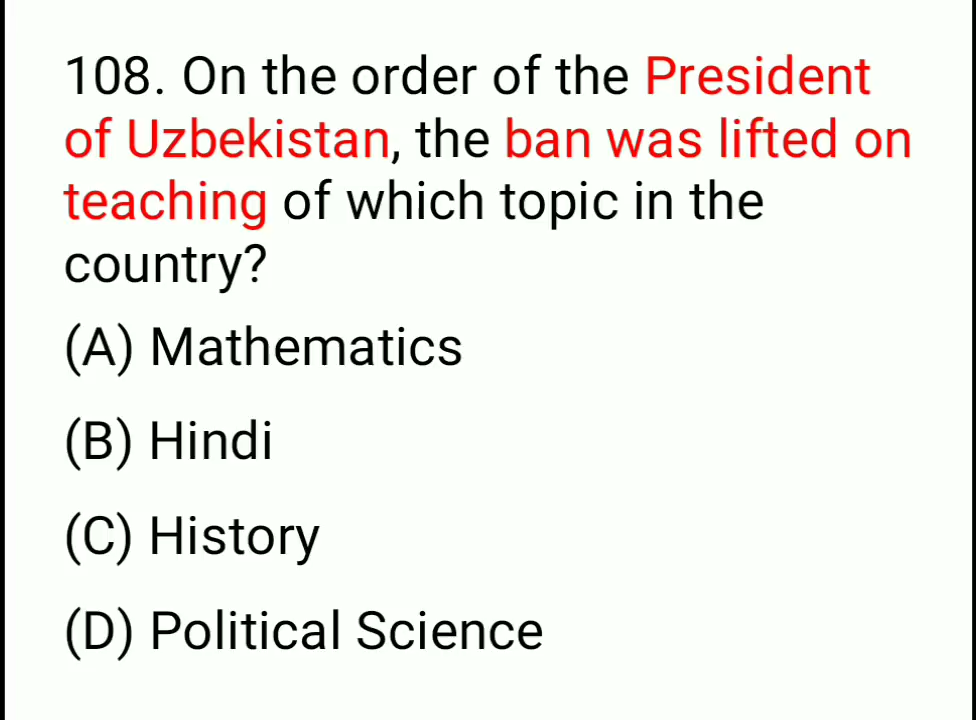 108. On the order of the President
of Uzbekistan, the ban was lifted on
teaching of which topic in the
country?
(A) Mathematics
(B) Hindi
(C) History
(D) Political Science